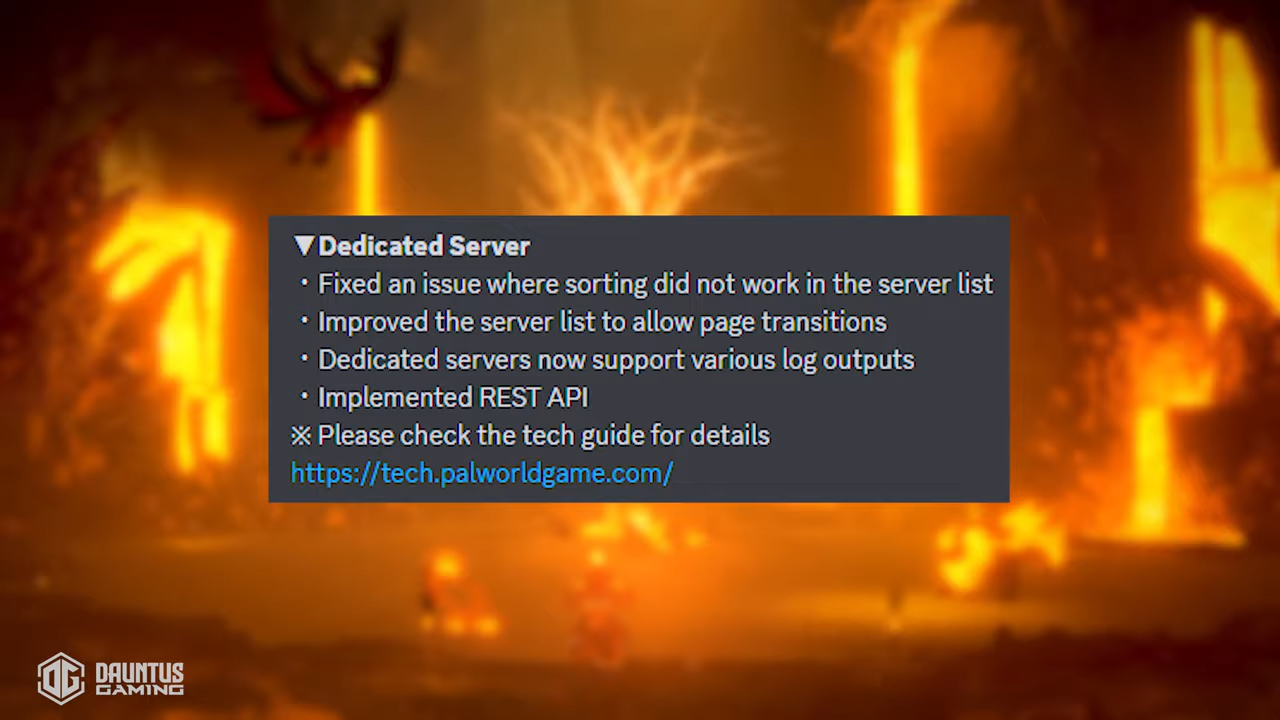 ▼Dedicated Server
・Fixed an issue where sorting did not work in the server list
・Improved the server list to allow page transitions
・Dedicated servers now support various log outputs
・Implemented REST API
※ Please check the tech guide for details
https://tech.palworldgame.com/
DG DAUNTUS
GAMING